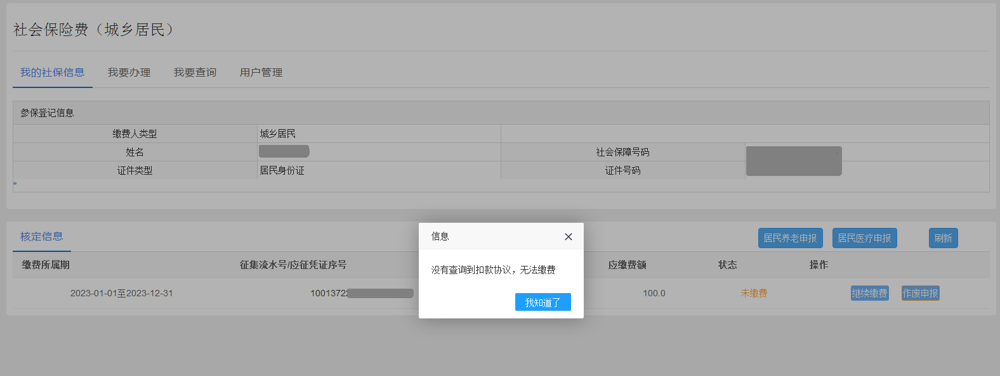 社会保险费（城乡居民）
我的社保信息 我要办理 我要查询 用户管理
参保登记信息
缴费人类型 城乡居民
姓名 社会保障号码
证件类型 居民身份证 证件号码
"
核定信息 居民养老申报 居民医疗申报 刷新
缴费所属期 征集流水号/应征凭证序号 应缴费额 状态 操作
2023-01-01至2023-12-31 1001372 100.0 未缴费 继续缴费 作废申报
信息
没有查询到扣款协议，无法缴费
我知道了